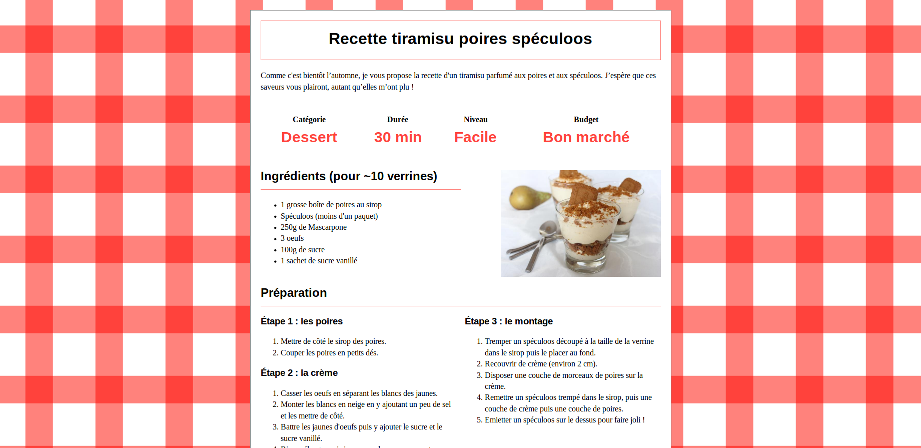 Recette tiramisu poires spéculoos
Comme c'est bientôt l'automne, je vous propose la recette d'un tiramisu parfumé aux poires et aux spéculoos. J'espère que ces
saveurs vous plairont, autant qu'elles m'ont plu !
Catégorie Durée Niveau Budget
Dessert 30 min Facile Bon marché
Ingrédients (pour ~10 verrines)
• 1 grosse boîte de poires au sirop
• Spéculoos (moins d'un paquet)
• 250g de Mascarpone
• 3 oeufs
• 100g de sucre
• 1 sachet de sucre vanillé
Préparation
Étape 1 : les poires
1. Mettre de côté le sirop des poires.
2. Couper les poires en petits dés.
Étape 2 : la crème
1. Casser les oeufs en séparant les blancs des jaunes.
2. Monter les blancs en neige en y ajoutant un peu de sel
et les mettre de côté.
3. Battre les jaunes d'oeufs puis y ajouter le sucre et le
sucre vanillé.
Étape 3 : le montage
1. Tremper un spéculoos découpé à la taille de la verrine
dans le sirop puis le placer au fond.
2. Recouvrir de crème (environ 2 cm).
3. Disposer une couche de morceaux de poires sur la
crème.
4. Remettre un spéculoos trempé dans le sirop, puis une
couche de crème puis une couche de poires.
5. Emietter un spéculoos sur le dessus pour faire joli !